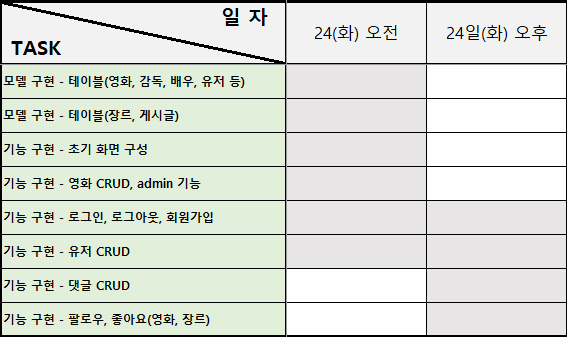 일 자
TASK
24(화) 오전
24일(화) 오후
모델 구현 - 테이블(영화, 감독, 배우, 유저 등)
모델 구현 - 테이블(장르, 게시글)
기능 구현 - 초기 화면 구성
기능 구현 - 영화 CRUD, admin 기능
기능 구현 - 로그인, 로그아웃, 회원가입
기능 구현 - 유저 CRUD
기능 구현 - 댓글 CRUD
기능 구현 - 팔로우, 좋아요(영화, 장르)